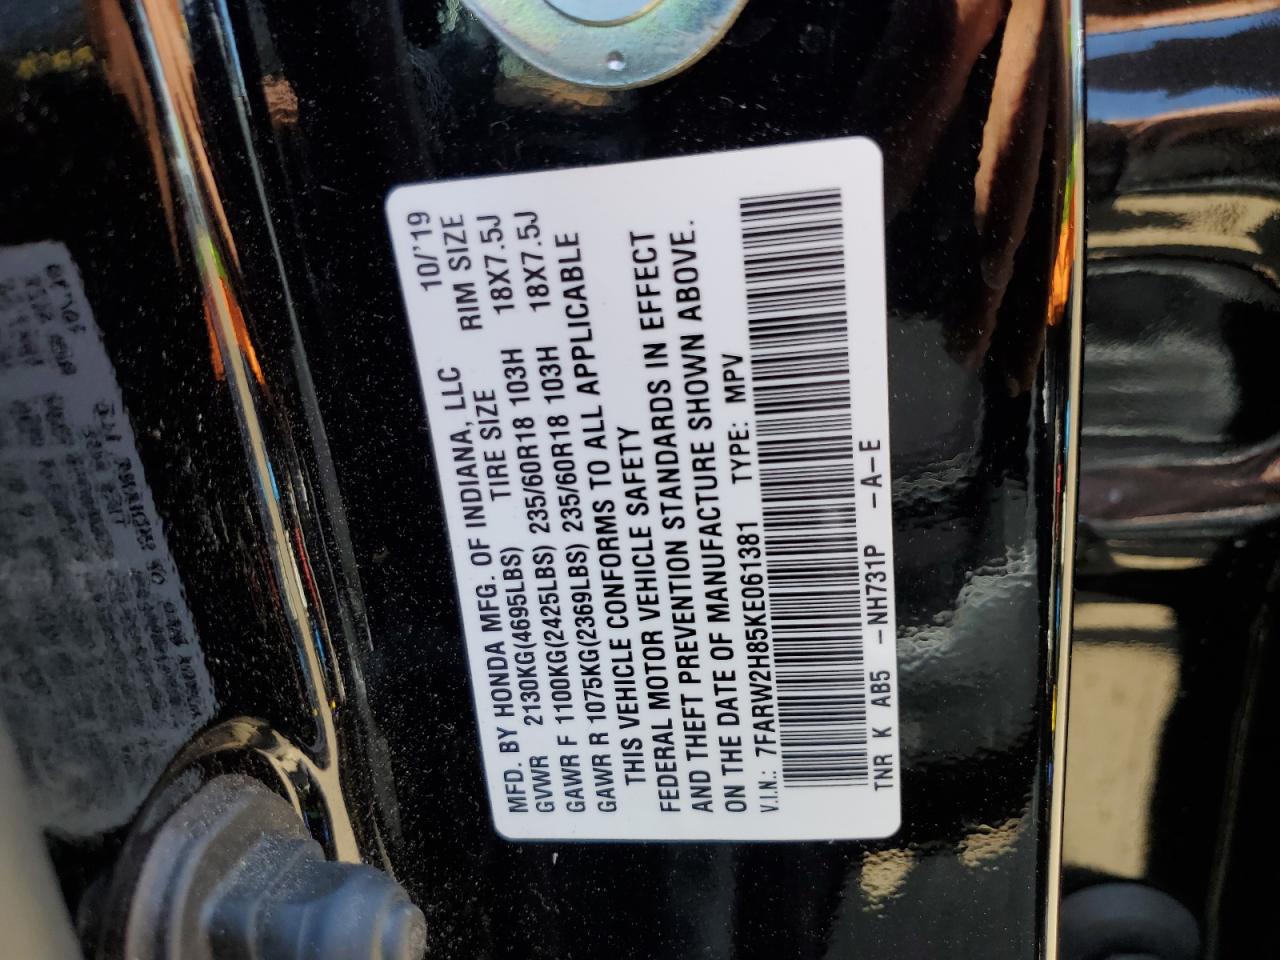 MFD. BY HONDA MFG. OF INDIANA, LLC 10/'19
GVWR 2130KG(4695LBS) TIRE SIZE RIM SIZE
GAWR F 1100KG(2425LBS) 235/60R18 103H 18X7.5J
GAWR R 1075KG(2369LBS) 235/60R18 103H 18X7.5J
THIS VEHICLE CONFORMS TO ALL APPLICABLE
FEDERAL MOTOR VEHICLE SAFETY
AND THEFT PREVENTION STANDARDS IN EFFECT
ON THE DATE OF MANUFACTURE SHOWN ABOVE.
V.I.N.: 7FARW2H85KE061381 TYPE: MPV
TNR K AB5 -NH731P -A-E